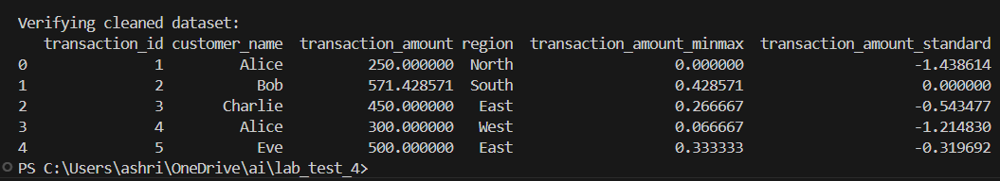 Verifying cleaned dataset:
transaction_id customer_name transaction_amount region transaction_amount_minmax transaction_amount_standard
0 1 Alice 250.000000 North 0.000000 -1.438614
1 2 Bob 571.428571 South 0.428571 0.000000
2 3 Charlie 450.000000 East 0.266667 -0.543477
3 4 Alice 300.000000 West 0.066667 -1.214830
4 5 Eve 500.000000 East 0.333333 -0.319692
PS C:\Users\ashri\OneDrive\ai\lab_test_4>